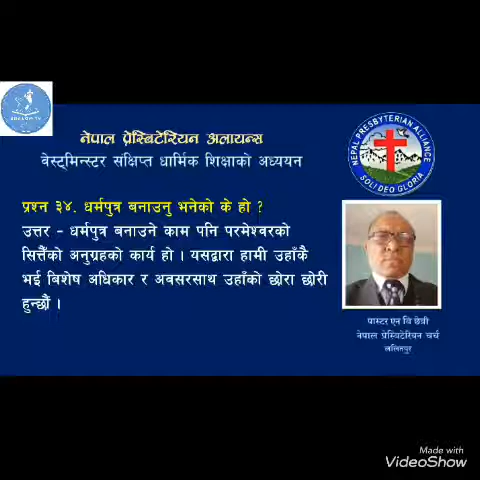 नेपाल प्रेस्बिटेरियन अलायन्स
वेस्ट्मिन्स्टर सक्षिप्त धार्मिक शिक्षाको अध्ययन
प्रश्न ३४. धर्मपुत्र बनाउनु भनेको के हो ?
उत्तर - धर्मपुत्र बनाउने काम पनि परमेश्वरको
सित्तैंको अनुग्रहको कार्य हो । यसद्वारा हामी उहाँकै
भई बिशेष अधिकार र अवसरसाथ उहाँको छोरा छोरी
हुन्छौं ।
NEPAL PRESBYTERIAN ALLIANCE
SOLI DEO GLORIA
पास्टर एन वि छेत्री
नेपाल प्रेस्बिटेरियन चर्च
ललितपुर
Made with
VideoShow